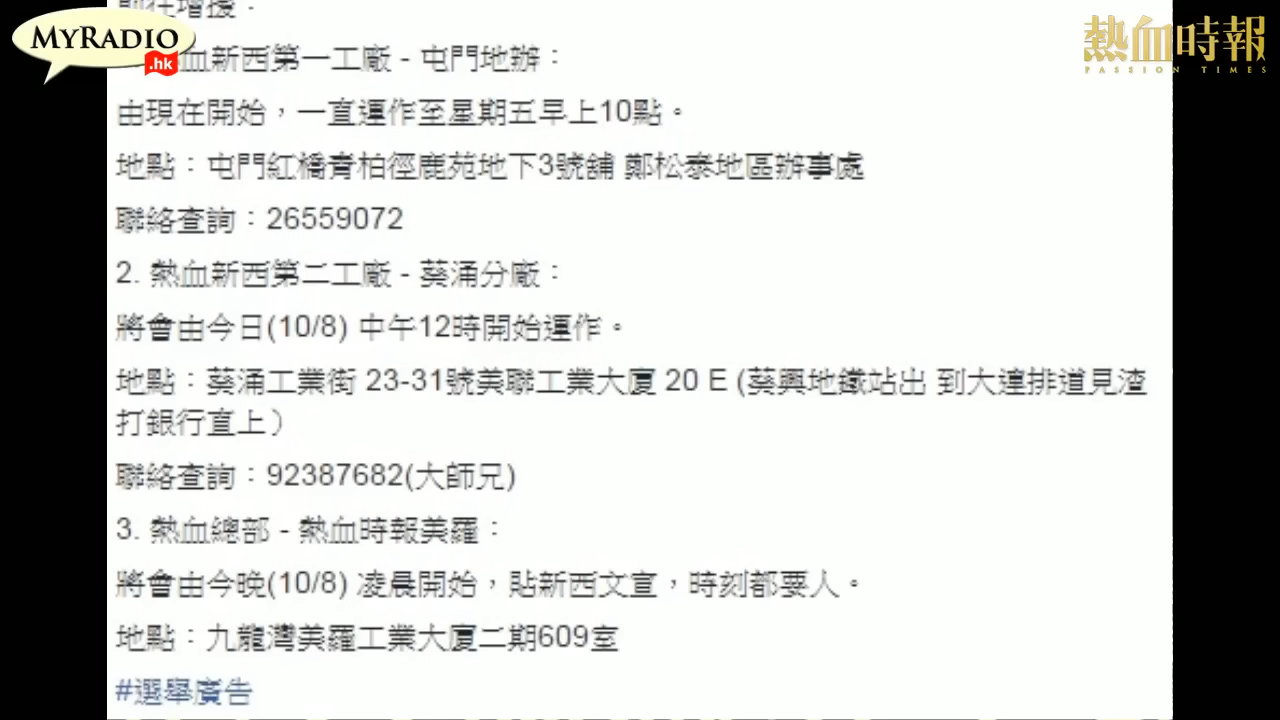 前往增援：
MYRADIO
.hk
熱血時報
PASSION TIMES
血新西第一工廠 - 屯門地辦：
由現在開始，一直運作至星期五早上10點。
地點：屯門紅橋青柏徑鹿苑地下3號舖 鄭松泰地區辦事處
聯絡查詢：26559072
2. 熱血新西第二工廠 - 葵涌分廠：
將會由今日(10/8) 中午12時開始運作。
地點：葵涌工業街 23-31號美聯工業大廈 20 E (葵興地鐵站出 到大連排道見渣
打銀行直上）
聯絡查詢：92387682(大師兄)
3. 熱血總部 - 熱血時報美羅：
將會由今晚(10/8) 凌晨開始，貼新西文宣，時刻都要人。
地點：九龍灣美羅工業大廈二期609室
#選舉廣告